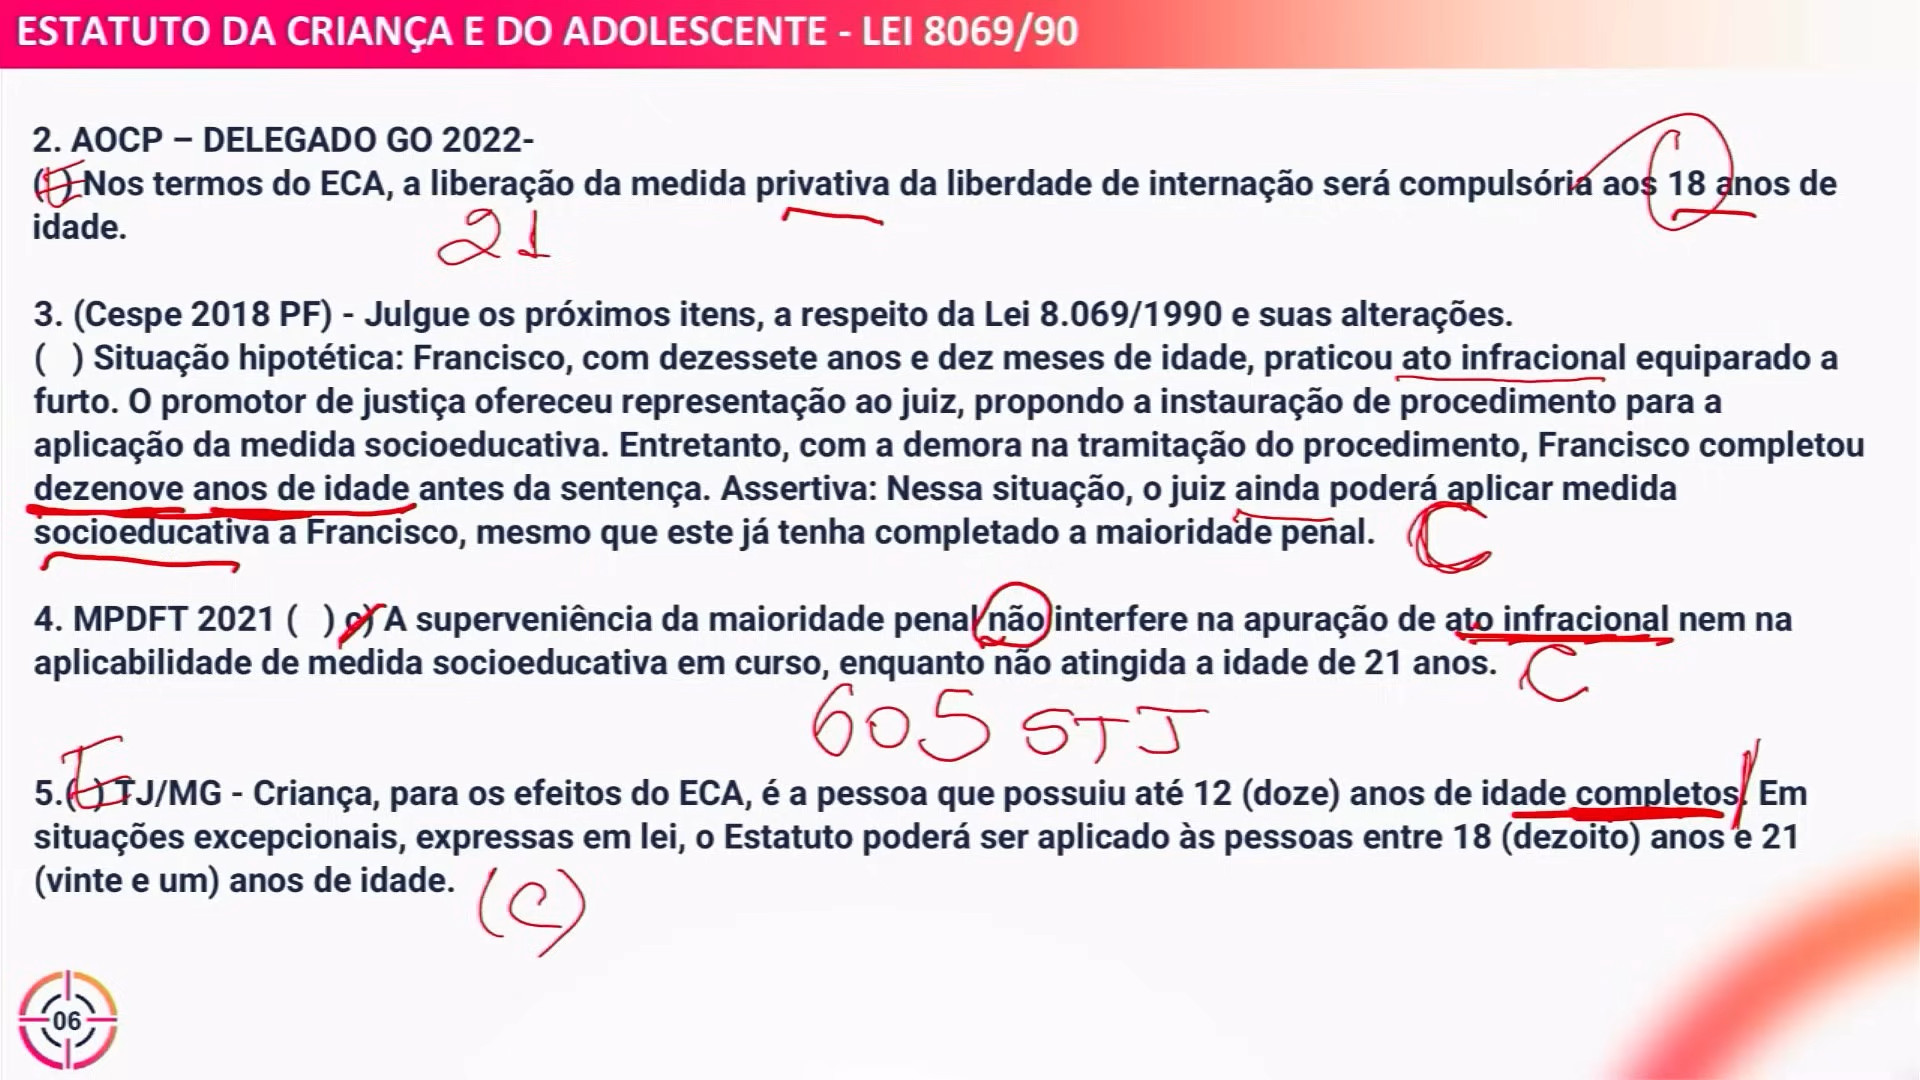 ESTATUTO DA CRIANÇA E DO ADOLESCENTE - LEI 8069/90
2. AOCP – DELEGADO GO 2022-
(E) Nos termos do ECA, a liberação da medida privativa da liberdade de internação será compulsória aos 18 anos de
idade.
21
3. (Cespe 2018 PF) - Julgue os próximos itens, a respeito da Lei 8.069/1990 e suas alterações.
( ) Situação hipotética: Francisco, com dezessete anos e dez meses de idade, praticou ato infracional equiparado a
furto. O promotor de justiça ofereceu representação ao juiz, propondo a instauração de procedimento para a
aplicação da medida socioeducativa. Entretanto, com a demora na tramitação do procedimento, Francisco completou
dezenove anos de idade antes da sentença. Assertiva: Nessa situação, o juiz ainda poderá aplicar medida
socioeducativa a Francisco, mesmo que este já tenha completado a maioridade penal. C
4. MPDFT 2021 ( ) c) A superveniência da maioridade penal não interfere na apuração de ato infracional nem na
aplicabilidade de medida socioeducativa em curso, enquanto não atingida a idade de 21 anos. C
605 STJ
5.(E) TJ/MG - Criança, para os efeitos do ECA, é a pessoa que possuiu até 12 (doze) anos de idade completos. Em
situações excepcionais, expressas em lei, o Estatuto poderá ser aplicado às pessoas entre 18 (dezoito) anos e 21
(vinte e um) anos de idade. (C)
06